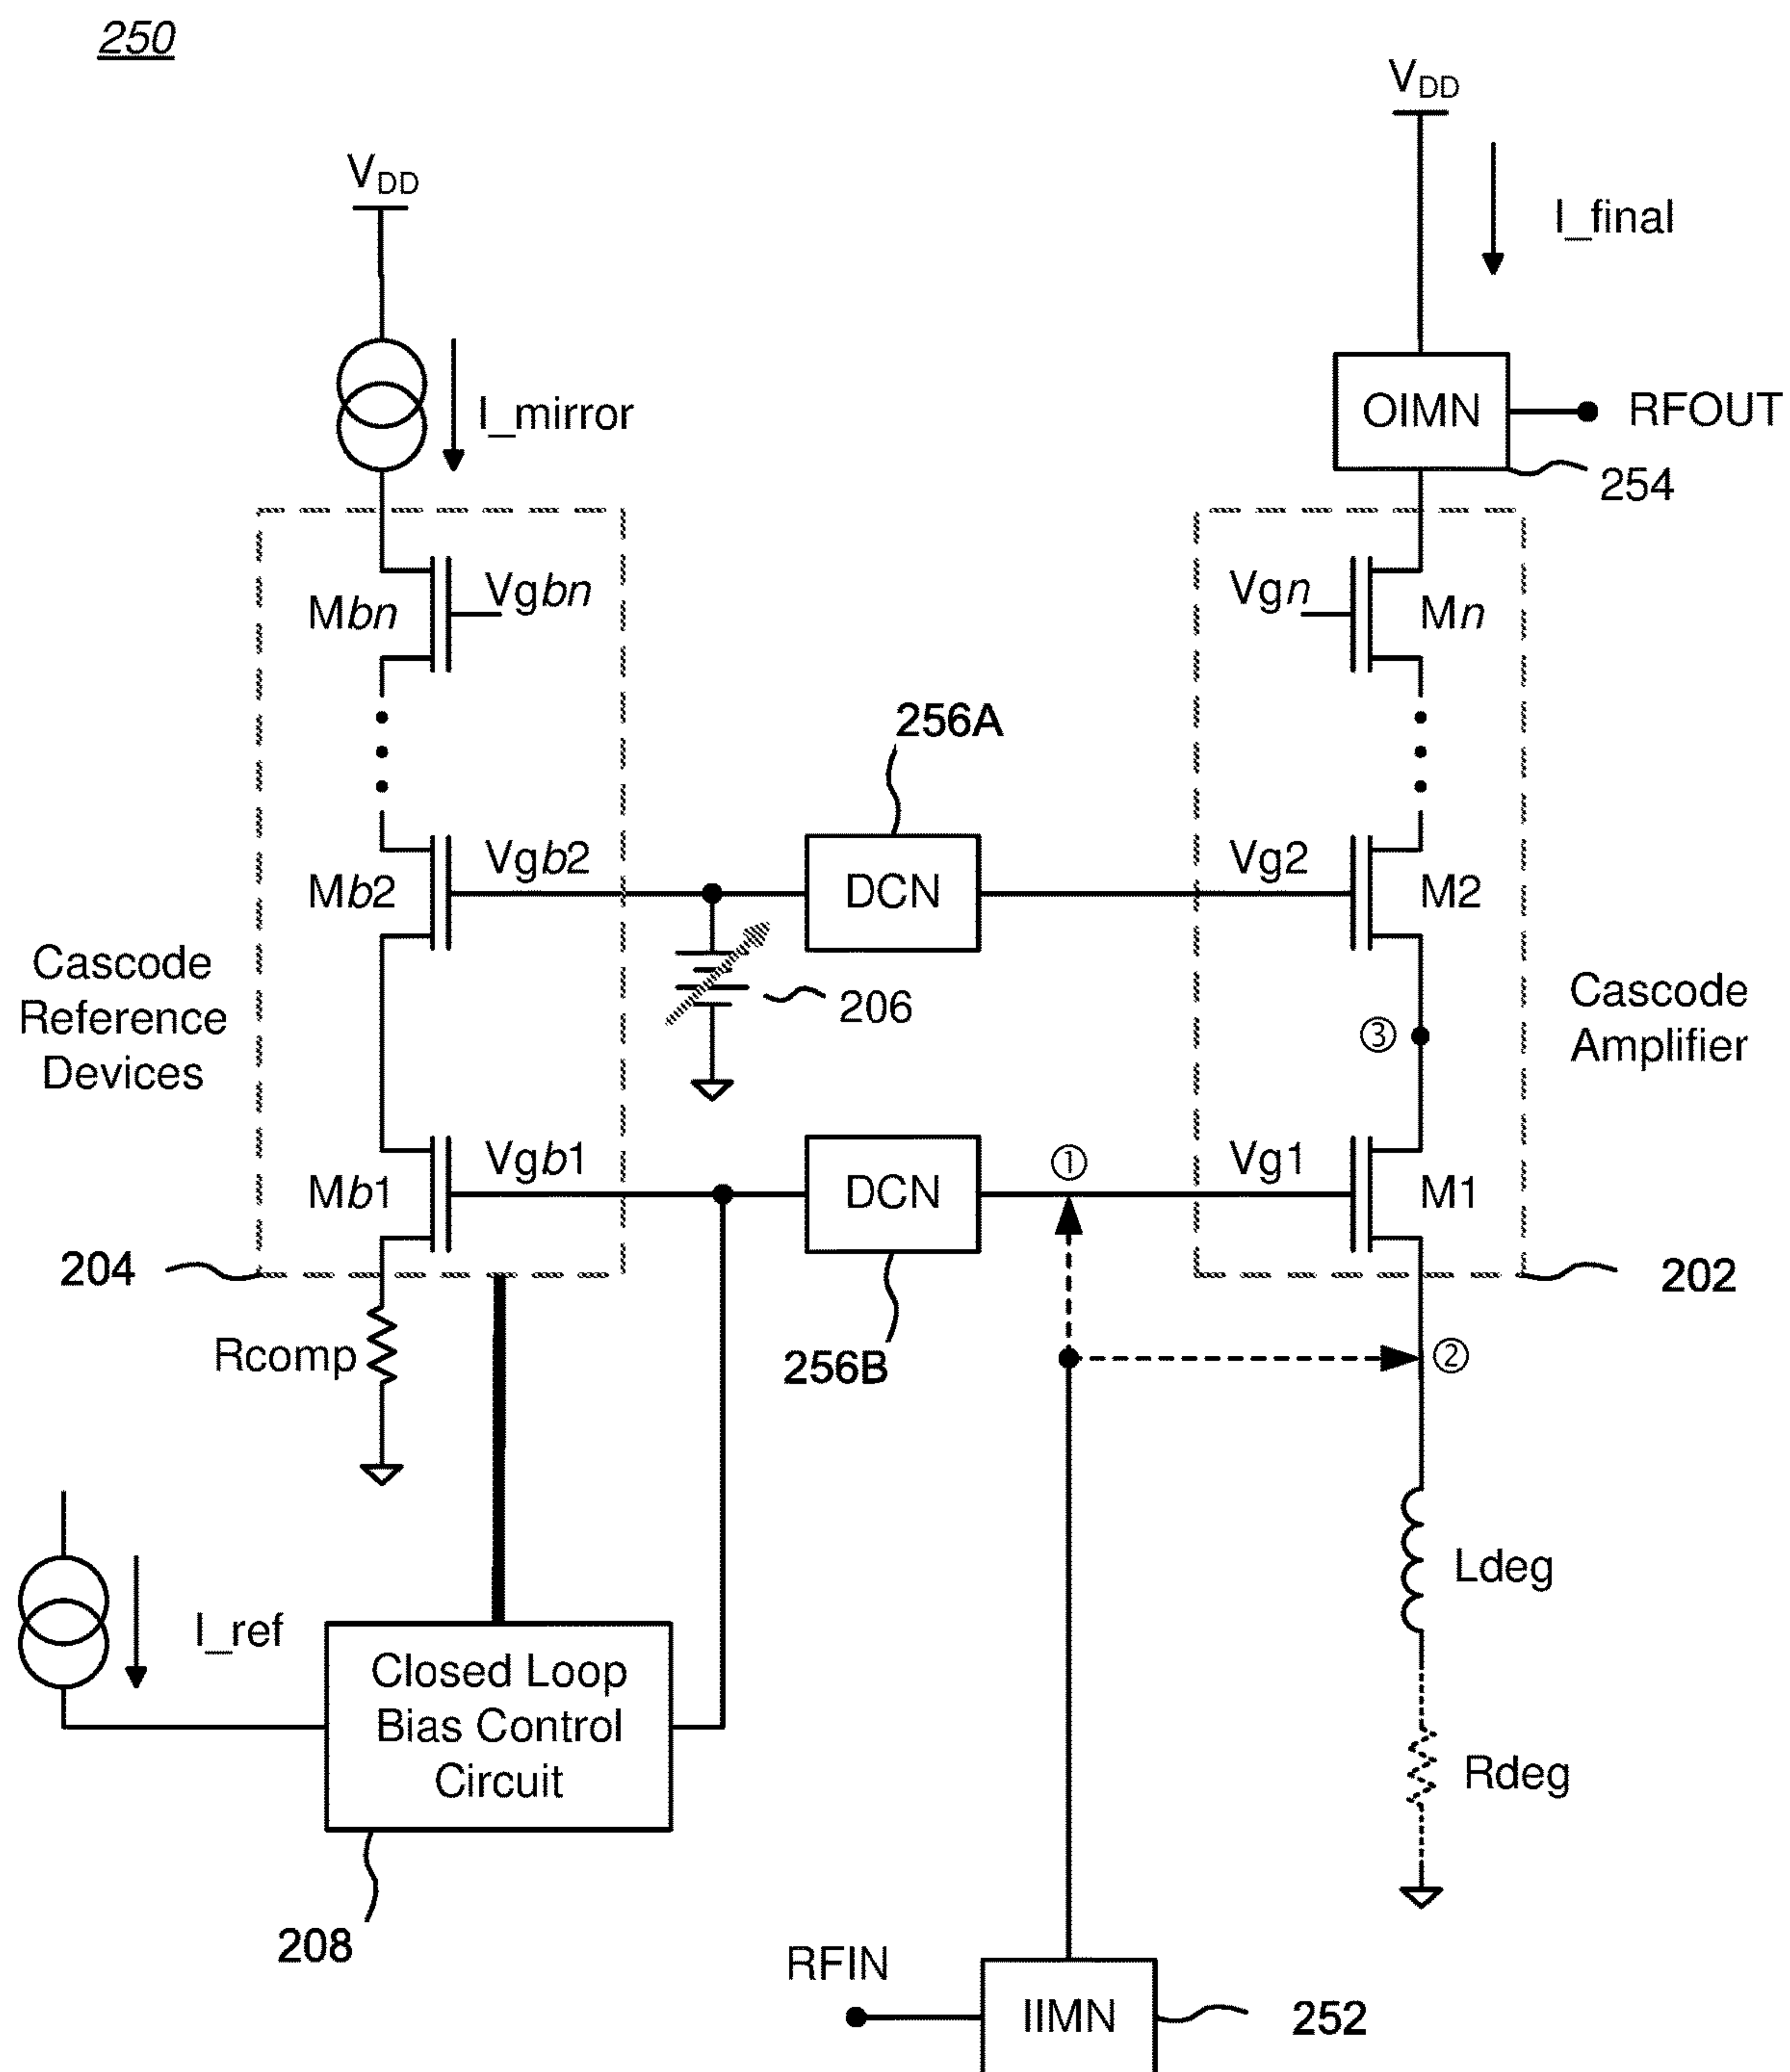 250
VDD
VDD
I_final
I_mirror
OIMN
RFOUT
254
Mbn
Vgbn
Vgn
Mn
256A
Mb2
Vgb2
DCN
Vg2
M2
Cascode
Reference
Devices
206
③
Cascode
Amplifier
Mb1
Vgb1
DCN
①
Vg1
M1
204
202
Rcomp
256B
②
I_ref
Closed Loop
Bias Control
Circuit
Ldeg
Rdeg
208
RFIN
IIMN
252